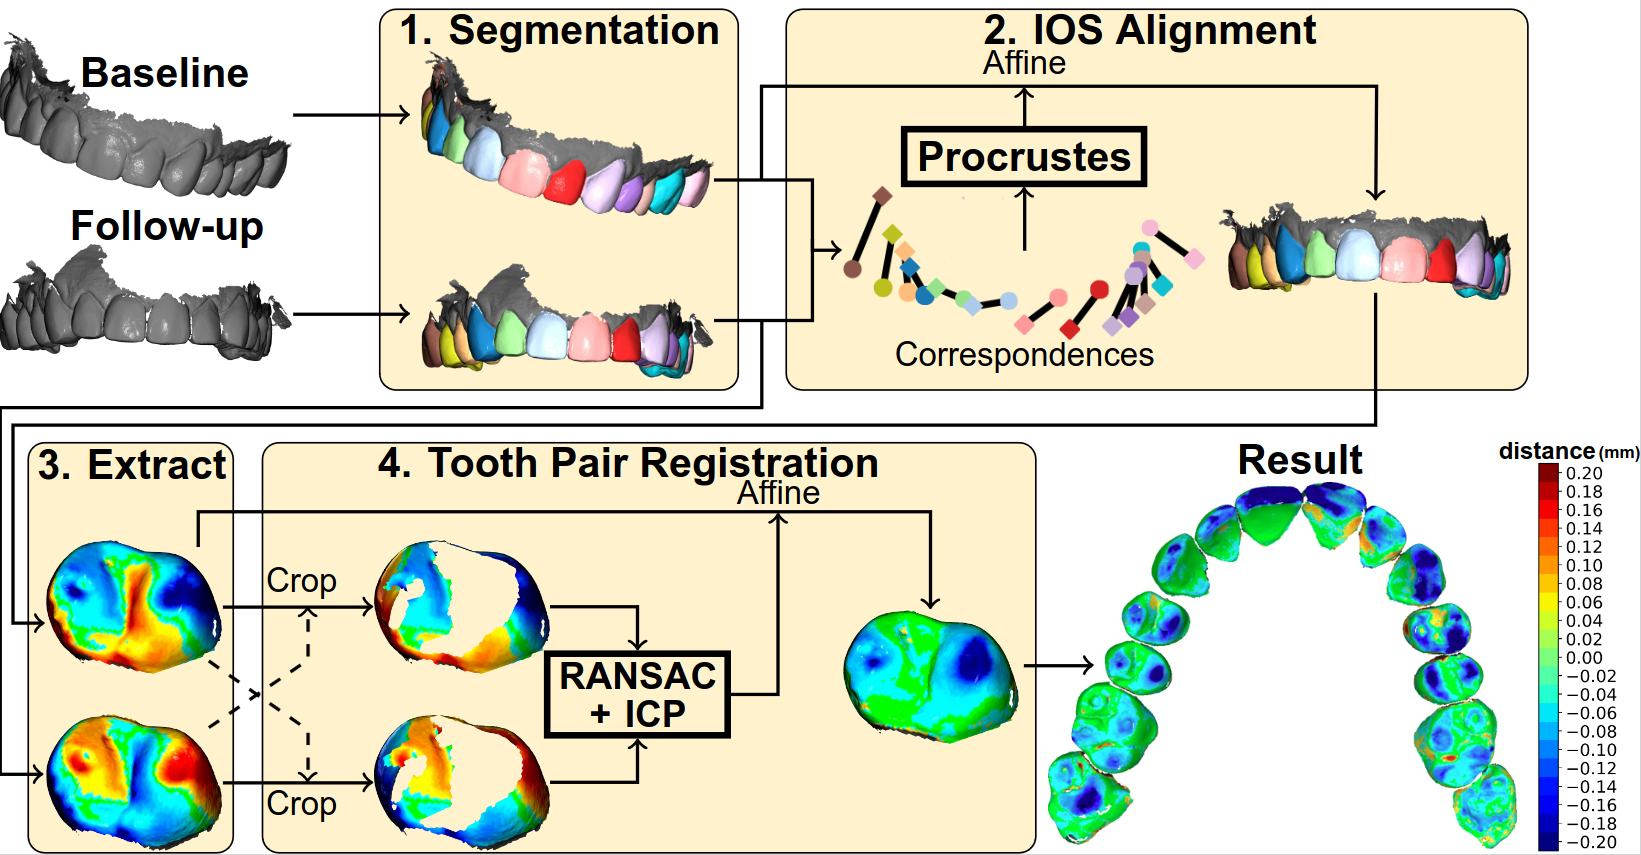 1. Segmentation
2. IOS Alignment
Affine
Baseline
Procrustes
Follow-up
Correspondences
3. Extract
4. Tooth Pair Registration
Affine
Crop
RANSAC
+ ICP
Crop
Result
distance (mm)
0.20
0.18
0.16
0.14
0.12
0.10
0.08
0.06
0.04
0.02
0.00
−0.02
−0.04
−0.06
−0.08
−0.10
−0.12
−0.14
−0.16
−0.18
−0.20